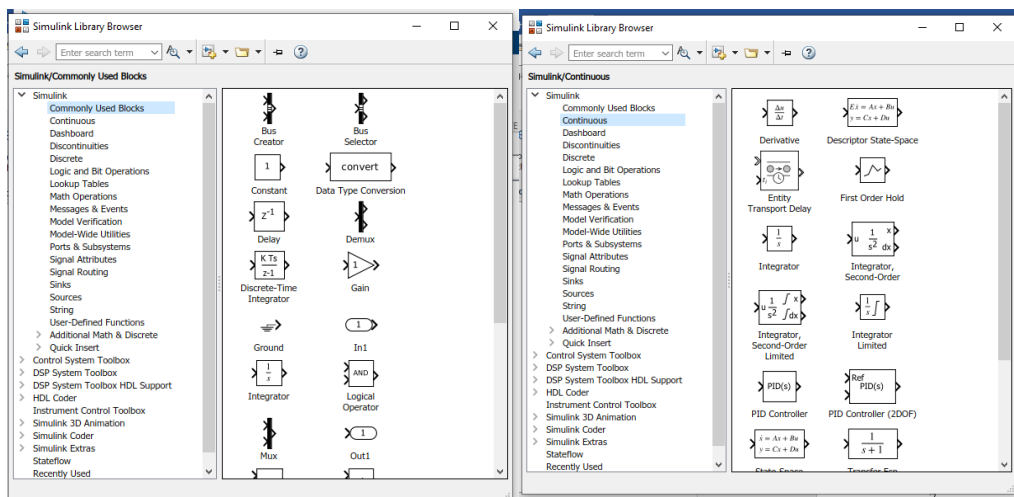 Simulink Library Browser
Enter search term
Simulink/Commonly Used Blocks
Simulink
Commonly Used Blocks
Continuous
Dashboard
Discontinuities
Discrete
Logic and Bit Operations
Lookup Tables
Math Operations
Messages & Events
Model Verification
Model-Wide Utilities
Ports & Subsystems
Signal Attributes
Signal Routing
Sinks
Sources
String
User-Defined Functions
Additional Math & Discrete
Quick Insert
Control System Toolbox
DSP System Toolbox
DSP System Toolbox HDL Support
HDL Coder
Instrument Control Toolbox
Simulink 3D Animation
Simulink Coder
Simulink Extras
Stateflow
Recently Used
Bus Creator
Bus Selector
1
Constant
convert
Data Type Conversion
z-1
Delay
Demux
K Ts
z-1
Discrete-Time Integrator
1
Gain
Ground
1
In1
1
s
Integrator
AND
Logical Operator
Mux
1
Out1
Simulink Library Browser
Enter search term
Simulink/Continuous
Simulink
Commonly Used Blocks
Continuous
Dashboard
Discontinuities
Discrete
Logic and Bit Operations
Lookup Tables
Math Operations
Messages & Events
Model Verification
Model-Wide Utilities
Ports & Subsystems
Signal Attributes
Signal Routing
Sinks
Sources
String
User-Defined Functions
Additional Math & Discrete
Quick Insert
Control System Toolbox
DSP System Toolbox
DSP System Toolbox HDL Support
HDL Coder
Instrument Control Toolbox
Simulink 3D Animation
Simulink Coder
Simulink Extras
Stateflow
Recently Used
Δu
Δt
Derivative
Eẋ = Ax + Bu
y = Cx + Du
Descriptor State-Space
Entity Transport Delay
First Order Hold
1
s
Integrator
u 1 x
s² dx
Integrator, Second-Order
u 1 ∫ x
s² ∫dx
Integrator, Second-Order Limited
1
s ∫
Integrator Limited
PID(s)
PID Controller
Ref
PID(s)
PID Controller (2DOF)
ẋ = Ax + Bu
y = Cx + Du
State-Space
1
s + 1
Transfer Fcn